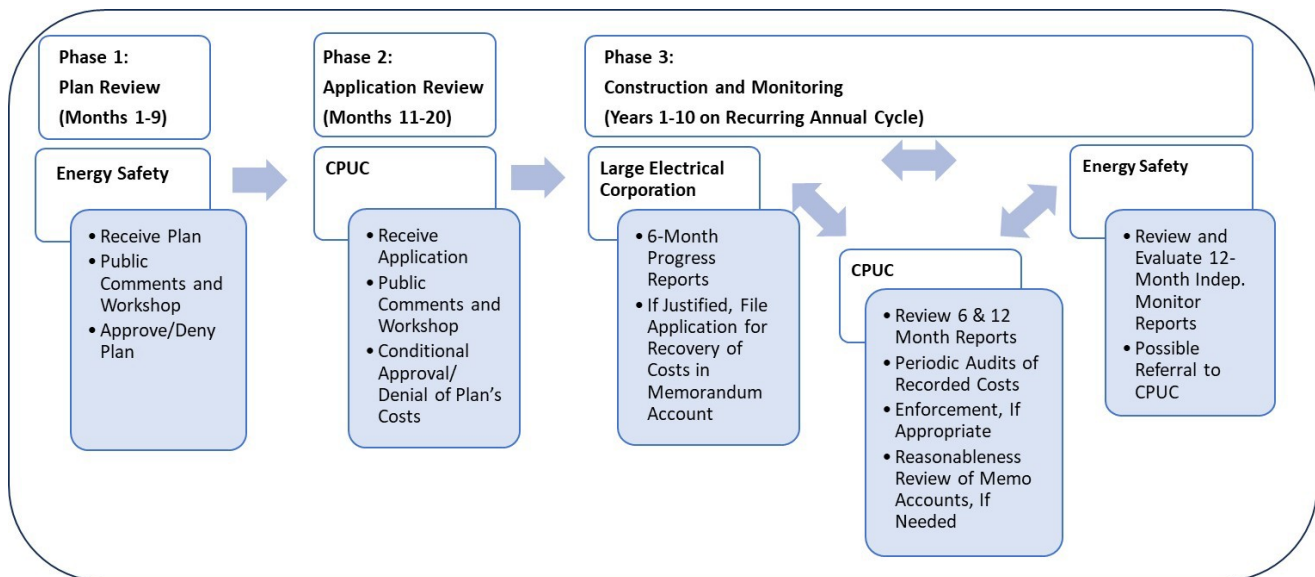 Phase 1:
Plan Review
(Months 1-9)
Energy Safety
• Receive Plan
• Public
Comments and
Workshop
• Approve/Deny
Plan
Phase 2:
Application Review
(Months 11-20)
CPUC
• Receive
Application
• Public
Comments and
Workshop
• Conditional
Approval/
Denial of Plan's
Costs
Phase 3:
Construction and Monitoring
(Years 1-10 on Recurring Annual Cycle)
Large Electrical
Corporation
• 6-Month
Progress
Reports
• If Justified, File
Application for
Recovery of
Costs in
Memorandum
Account
CPUC
• Review 6 & 12
Month Reports
• Periodic Audits of
Recorded Costs
• Enforcement, If
Appropriate
• Reasonableness
Review of Memo
Accounts, If
Needed
Energy Safety
• Review and
Evaluate 12-
Month Indep.
Monitor
Reports
• Possible
Referral to
CPUC